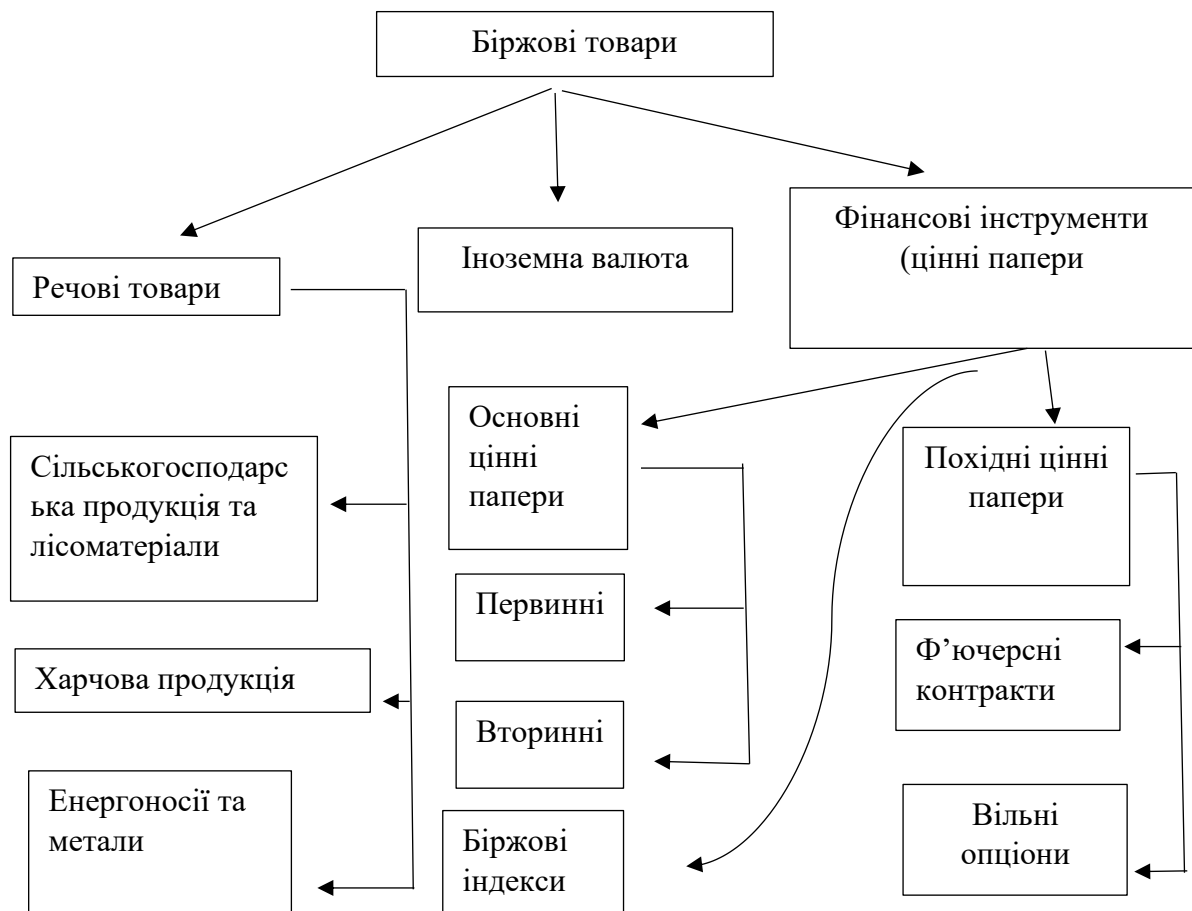 Біржові товари
Фінансові інструменти
(цінні папери
Іноземна валюта
Речові товари
Основні
цінні
папери
Похідні цінні
папери
Сільськогосподарс
ька продукція та
лісоматеріали
Первинні
Ф’ючерсні
контракти
Харчова продукція
Вторинні
Енергоносії та
метали
Біржові
індекси
Вільні
опціони